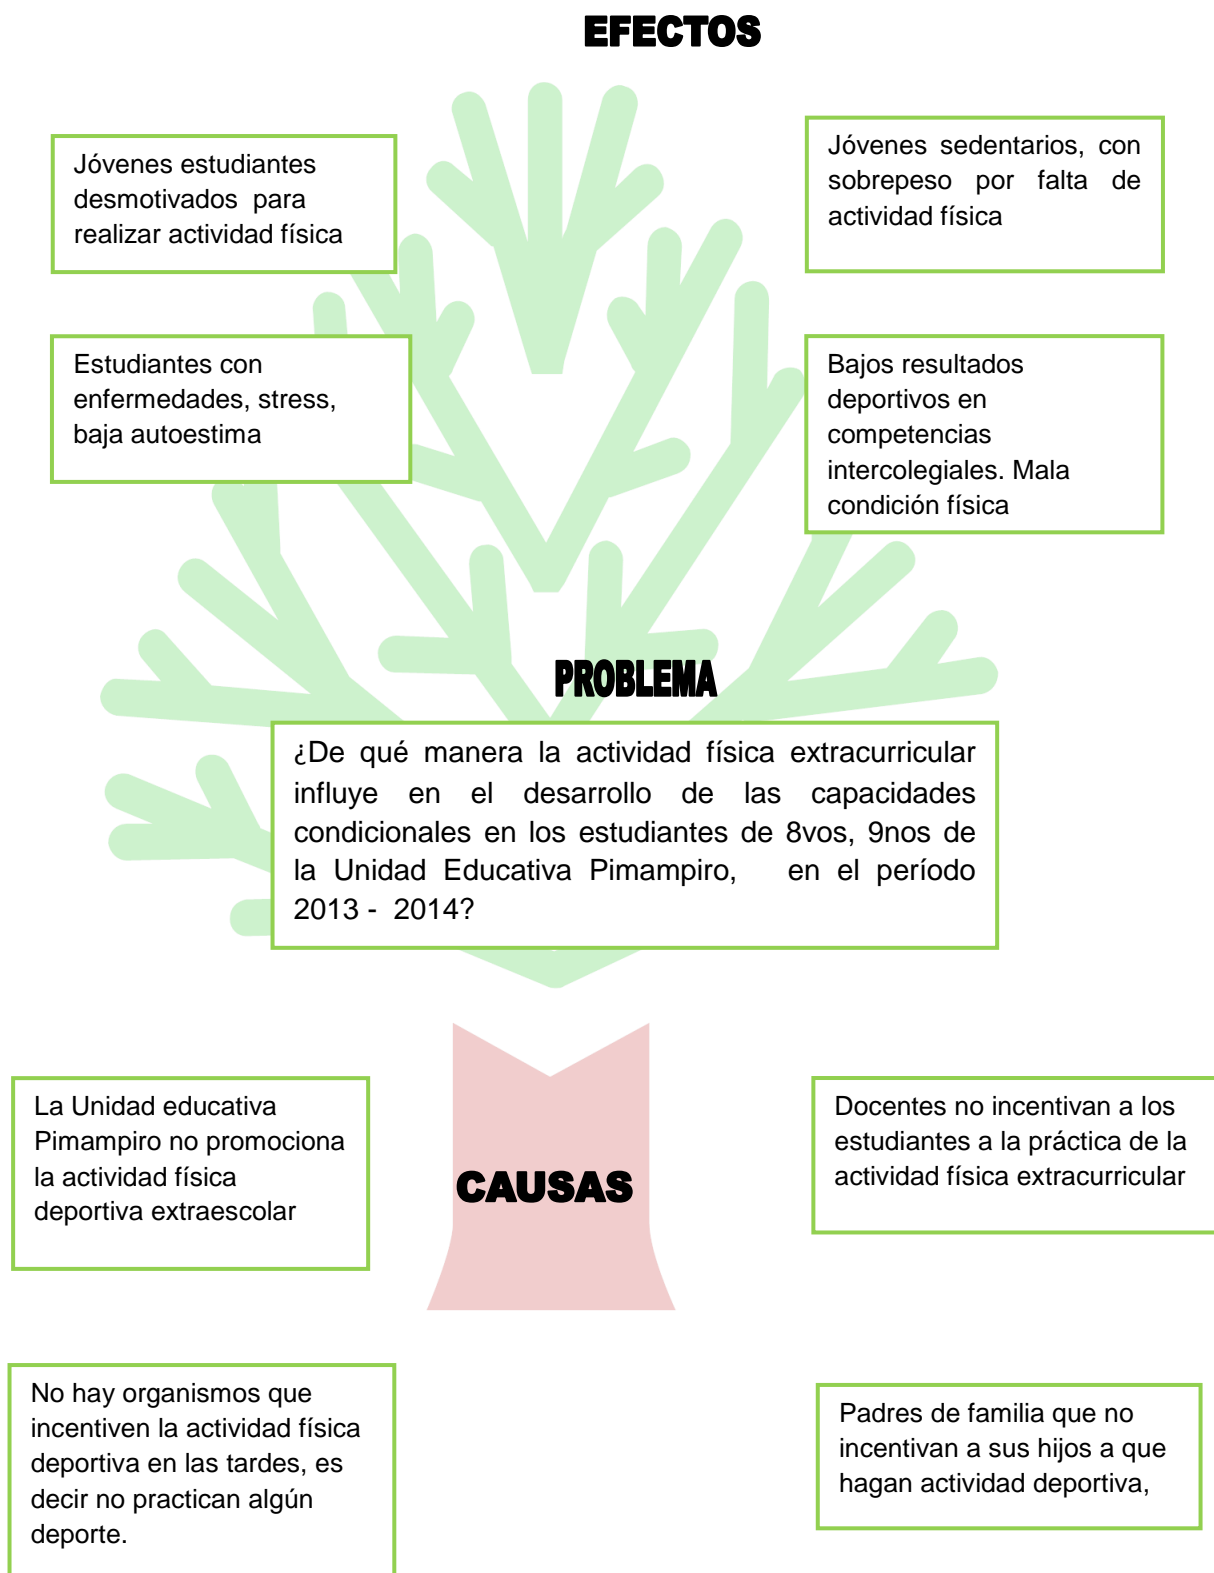 EFECTOS
Jóvenes estudiantes
desmotivados para
realizar actividad física
Jóvenes sedentarios, con
sobrepeso por falta de
actividad física
Estudiantes con
enfermedades, stress,
baja autoestima
Bajos resultados
deportivos en
competencias
intercolegiales. Mala
condición física
PROBLEMA
¿De qué manera la actividad física extracurricular
influye en el desarrollo de las capacidades
condicionales en los estudiantes de 8vos, 9nos de
la Unidad Educativa Pimampiro, en el período
2013 - 2014?
La Unidad educativa
Pimampiro no promociona
la actividad física
deportiva extraescolar
CAUSAS
Docentes no incentivan a los
estudiantes a la práctica de la
actividad física extracurricular
No hay organismos que
incentiven la actividad física
deportiva en las tardes, es
decir no practican algún
deporte.
Padres de familia que no
incentivan a sus hijos a que
hagan actividad deportiva,